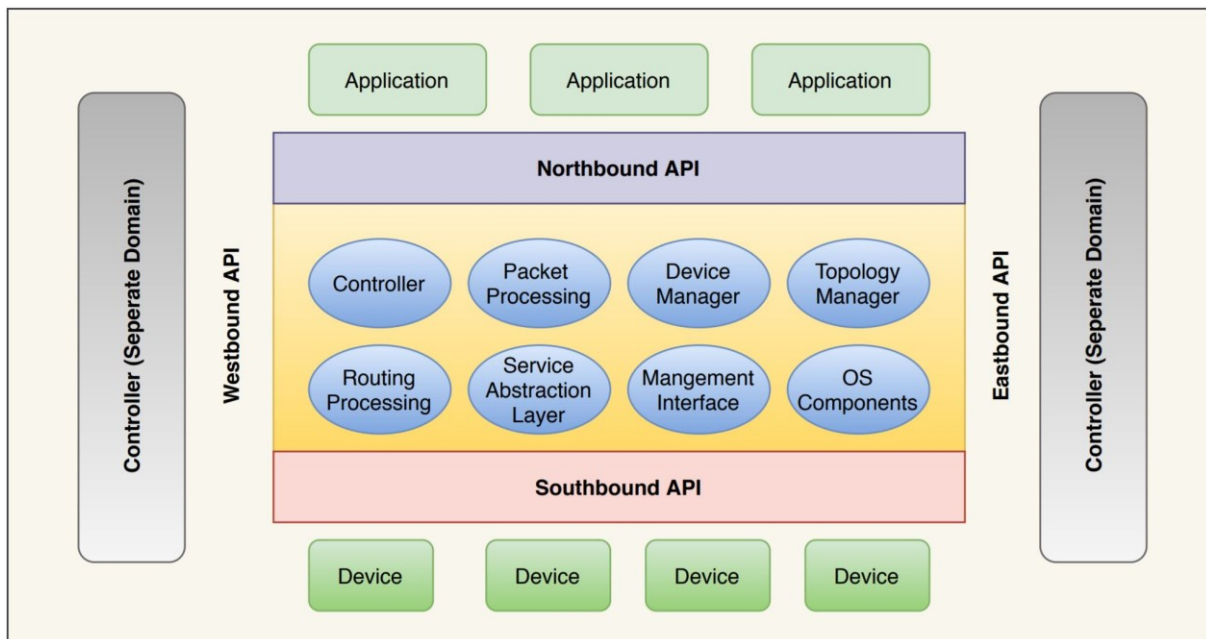 Application
Application
Application
Northbound API
Controller (Seperate Domain)
Westbound API
Controller
Packet
Processing
Device
Manager
Topology
Manager
Routing
Processing
Service
Abstraction
Layer
Mangement
Interface
OS
Components
Eastbound API
Controller (Seperate Domain)
Southbound API
Device
Device
Device
Device